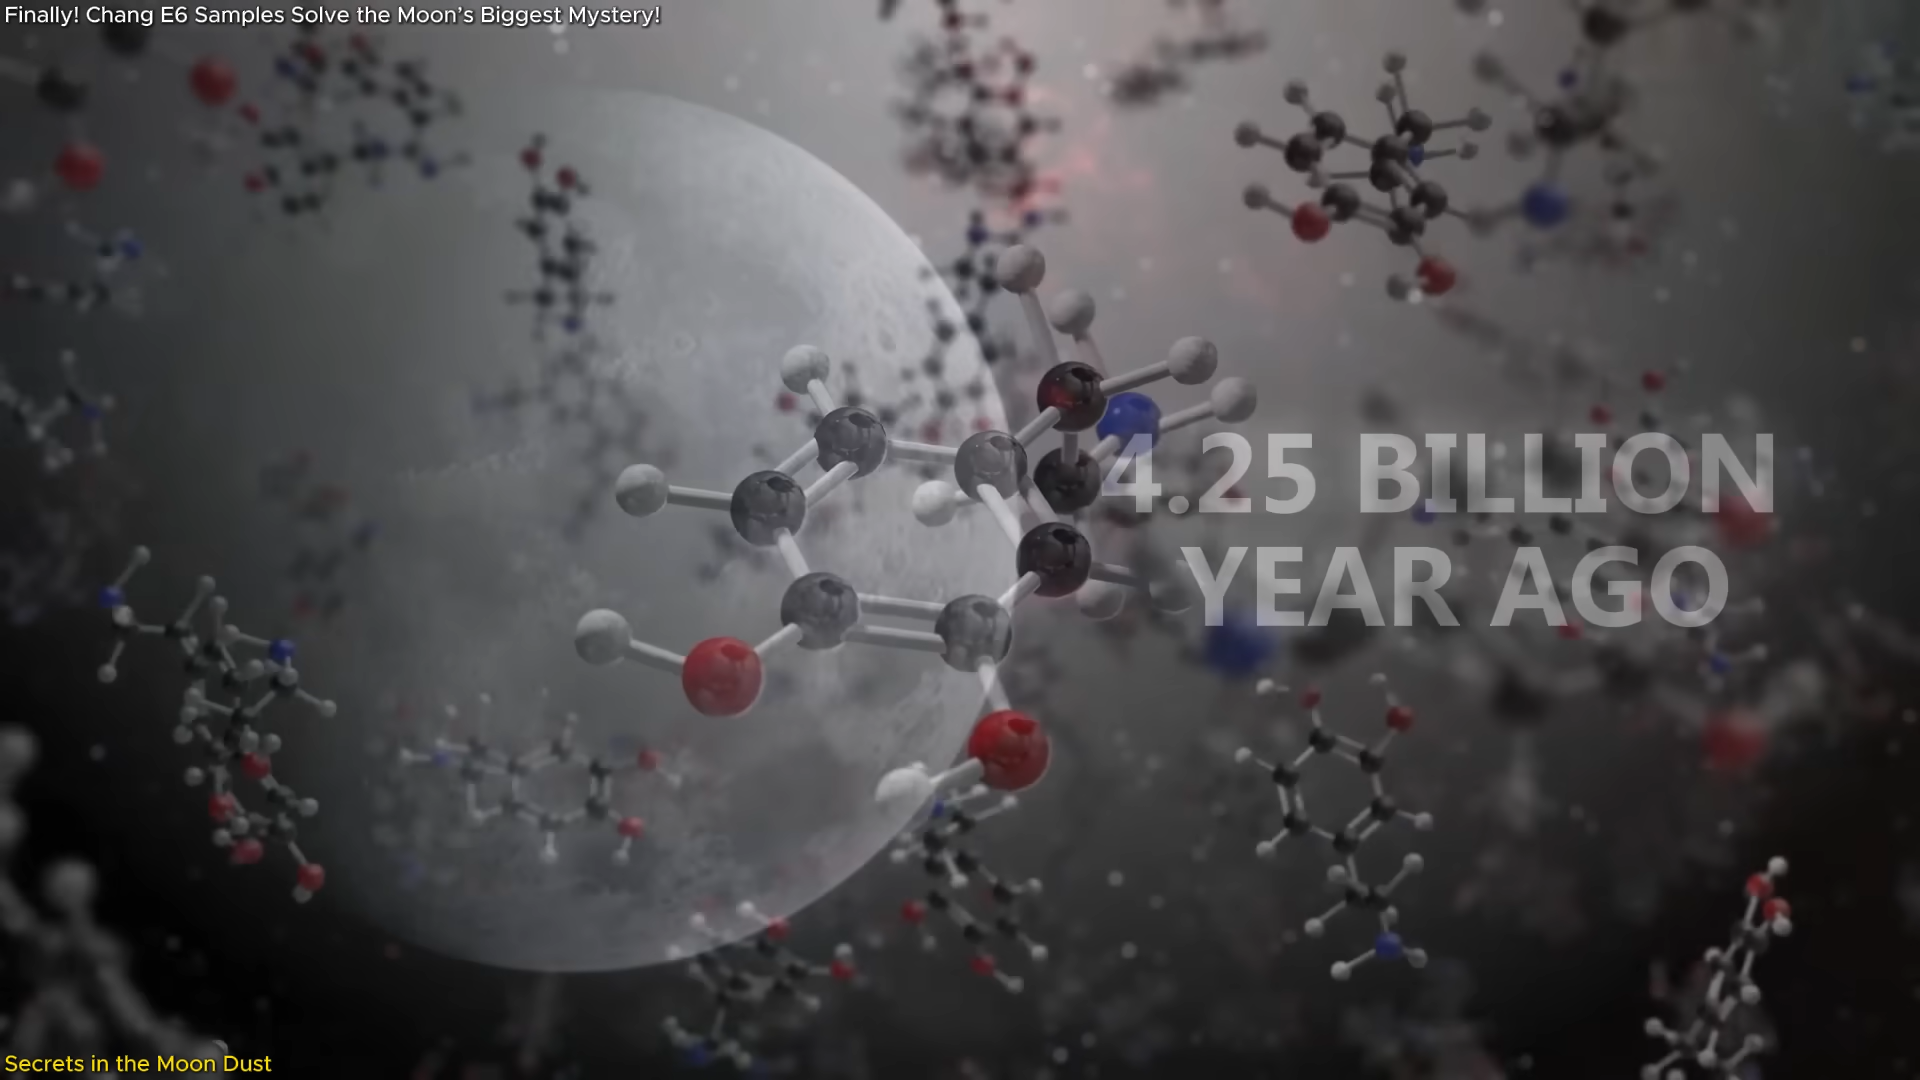 Finally! Chang E6 Samples Solve the Moon’s Biggest Mystery!
4.25 BILLION
YEAR AGO
Secrets in the Moon Dust